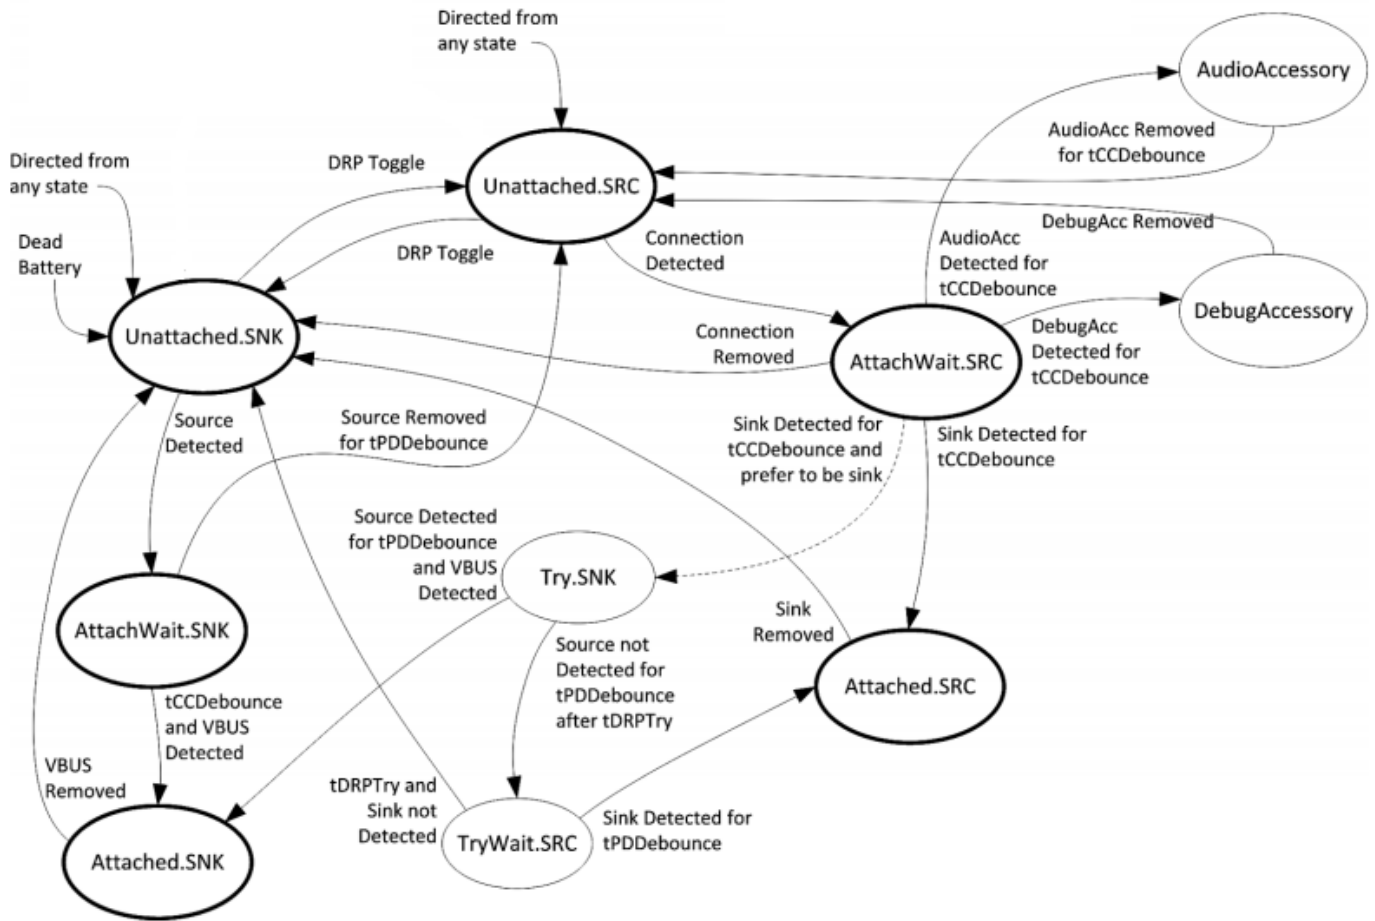 Directed from
any state
AudioAccessory
AudioAcc Removed
for tCCDebounce
Directed from
any state
DRP Toggle
Unattached.SRC
DebugAcc Removed
Dead
Battery
DRP Toggle
Connection
Detected
AudioAcc
Detected for
tCCDebounce
DebugAccessory
Unattached.SNK
Connection
Removed
AttachWait.SRC
DebugAcc
Detected for
tCCDebounce
Source
Detected
Source Removed
for tPDDebounce
Sink Detected for
tCCDebounce and
prefer to be sink
Sink Detected for
tCCDebounce
Source Detected
for tPDDebounce
and VBUS
Detected
Try.SNK
AttachWait.SNK
Sink
Removed
Source not
Detected for
tPDDebounce
after tDRPTry
Attached.SRC
tCCDebounce
and VBUS
Detected
VBUS
Removed
tDRPTry and
Sink not
Detected
TryWait.SRC
Sink Detected for
tPDDebounce
Attached.SNK